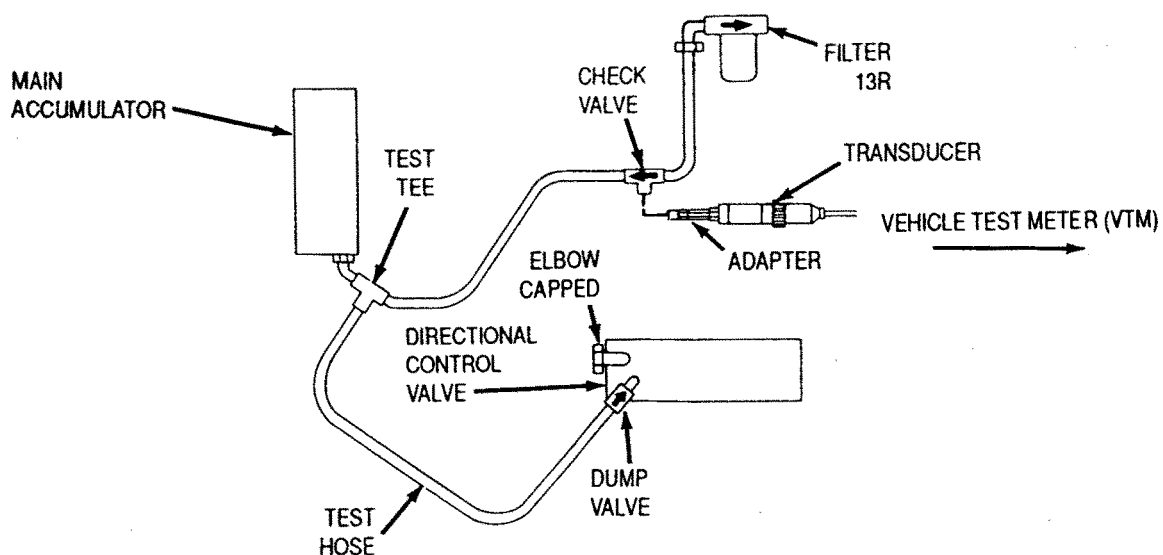 MAIN
ACCUMULATOR
TEST
TEE
CHECK
VALVE
FILTER
13R
TRANSDUCER
VEHICLE TEST METER (VTM)
ADAPTER
ELBOW
CAPPED
DIRECTIONAL
CONTROL
VALVE
DUMP
VALVE
TEST
HOSE